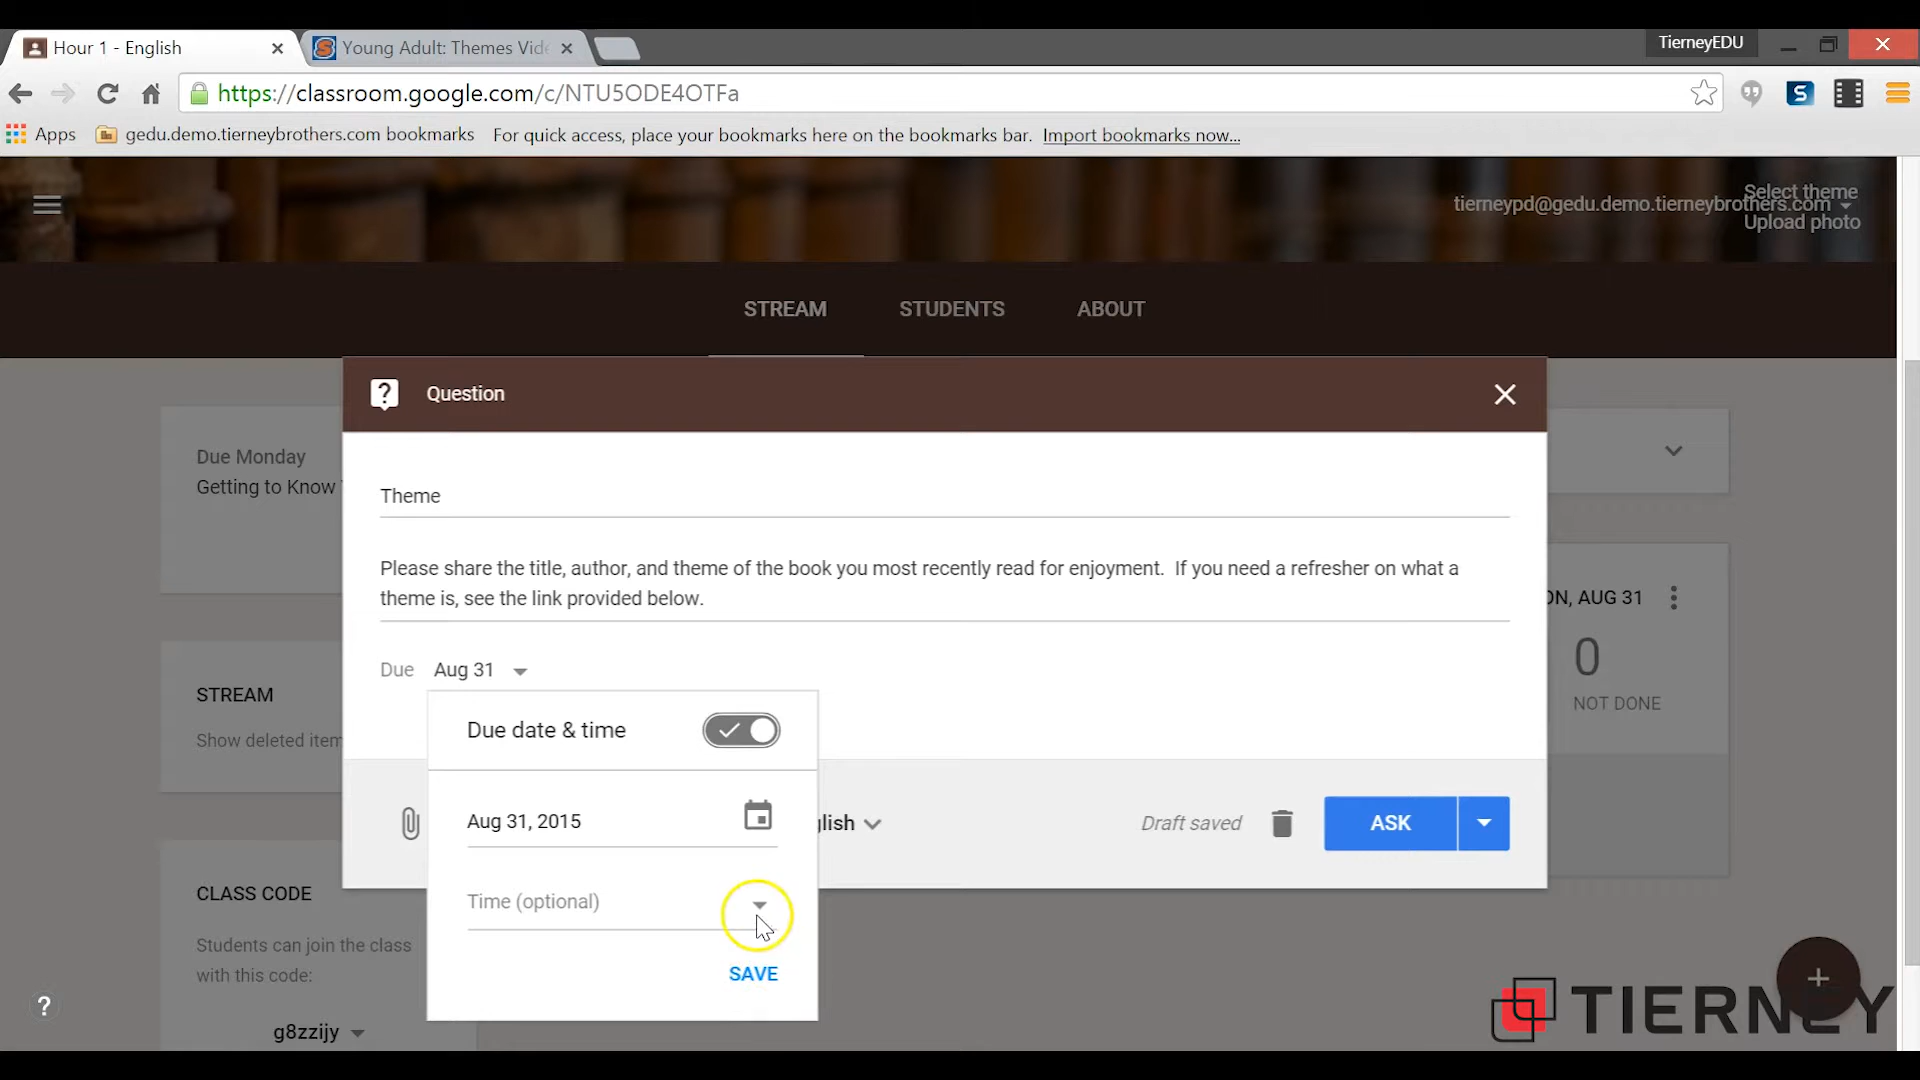 Hour 1 - English
Young Adult: Themes Vide
TierneyEDU
https://classroom.google.com/c/NTU5ODE4OTFa
Apps
gedu.demo.tierneybrothers.com bookmarks
For quick access, place your bookmarks here on the bookmarks bar.
Import bookmarks now...
tierneypd@gedu.demo.tierneybrothers.com
Select theme
Upload photo
STREAM
STUDENTS
ABOUT
Question
Due Monday
Getting to Know
Theme
Please share the title, author, and theme of the book you most recently read for enjoyment. If you need a refresher on what a
theme is, see the link provided below.
ON, AUG 31
0
NOT DONE
Due Aug 31
STREAM
Show deleted item
Due date & time
Aug 31, 2015
glish
Draft saved
ASK
Time (optional)
SAVE
CLASS CODE
Students can join the class
with this code:
g8zzijy
?
TIERNEY